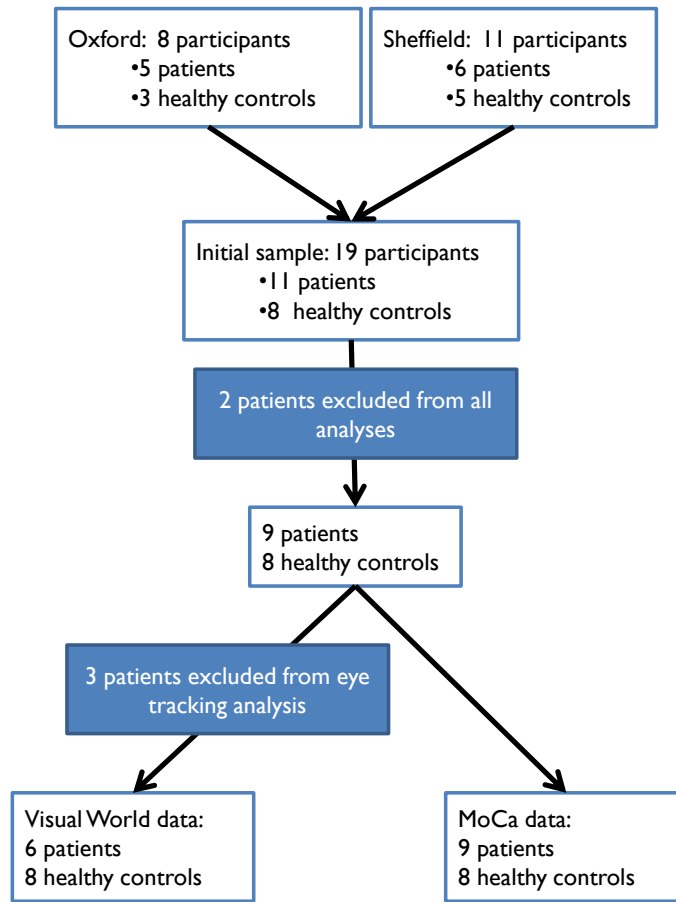 Oxford: 8 participants
•5 patients
•3 healthy controls
Sheffield: 11 participants
•6 patients
•5 healthy controls
Initial sample: 19 participants
•11 patients
•8 healthy controls
2 patients excluded from all
analyses
9 patients
8 healthy controls
3 patients excluded from eye
tracking analysis
Visual World data:
6 patients
8 healthy controls
MoCa data:
9 patients
8 healthy controls